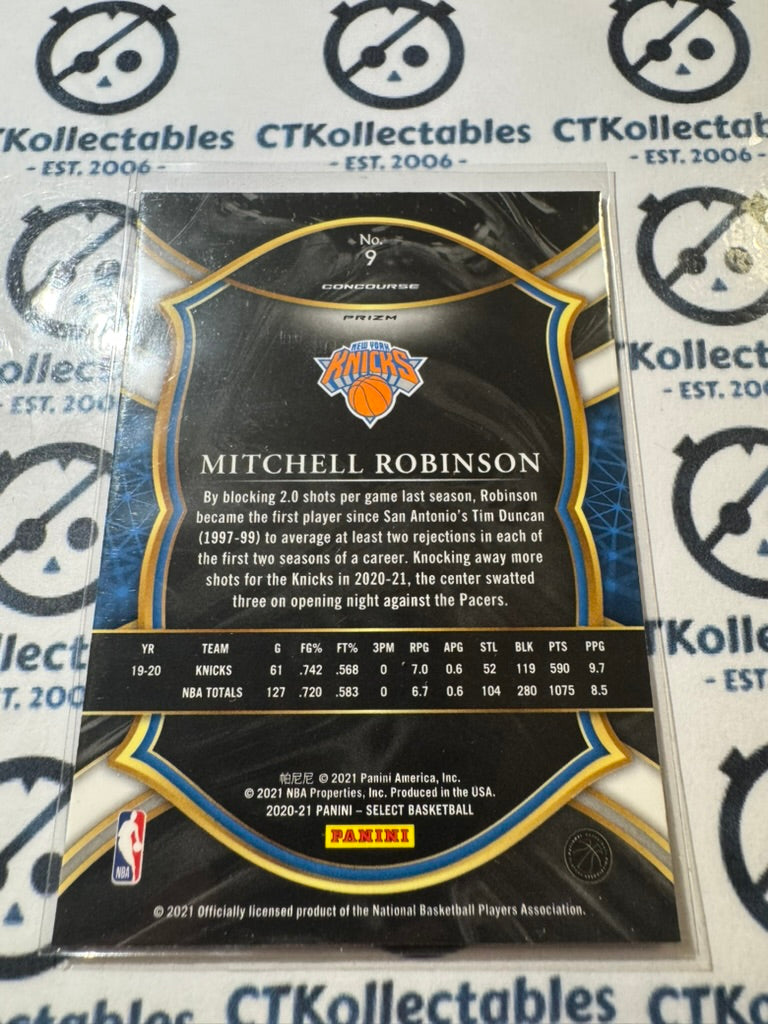 CTKollectables CTKollectables CTKollectab
- EST. 2006 - - EST. 2006 - - EST. 2006 -
No.
9
CONCOURSE
PRIZM
NEW YORK
KNICKS
MITCHELL ROBINSON
By blocking 2.0 shots per game last season, Robinson
became the first player since San Antonio's Tim Duncan
(1997-99) to average at least two rejections in each of
the first two seasons of a career. Knocking away more
shots for the Knicks in 2020-21, the center swatted
three on opening night against the Pacers.
YR TEAM G FG% FT% 3PM RPG APG STL BLK PTS PPG
19-20 KNICKS 61 .742 .568 0 7.0 0.6 52 119 590 9.7
NBA TOTALS 127 .720 .583 0 6.7 0.6 104 280 1075 8.5
帕尼尼 © 2021 Panini America, Inc.
© 2021 NBA Properties, Inc. Produced in the USA.
2020-21 PANINI – SELECT BASKETBALL
PANINI
NBA
© 2021 Officially licensed product of the National Basketball Players Association.
CTKollectables